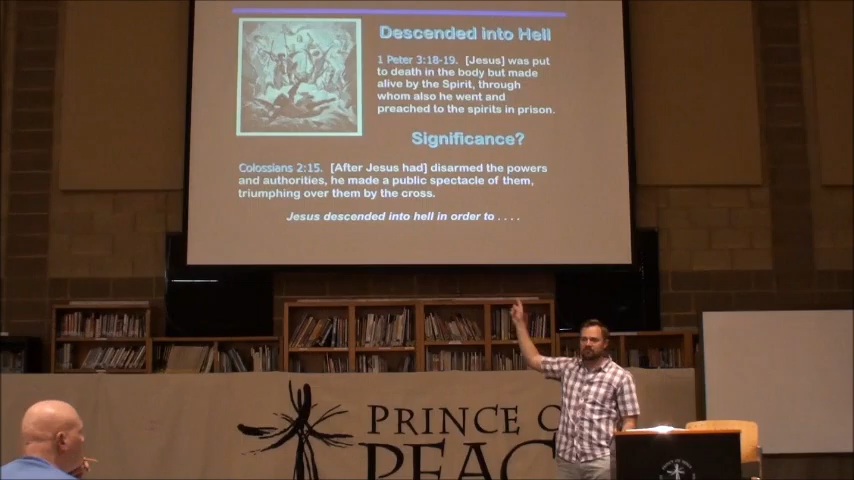 Descended into Hell
1 Peter 3:18-19. [Jesus] was put
to death in the body but made
alive by the Spirit, through
whom also he went and
preached to the spirits in prison.
Significance?
Colossians 2:15. [After Jesus had] disarmed the powers
and authorities, he made a public spectacle of them,
triumphing over them by the cross.
Jesus descended into hell in order to . . . .
PRINCE O
PEAC